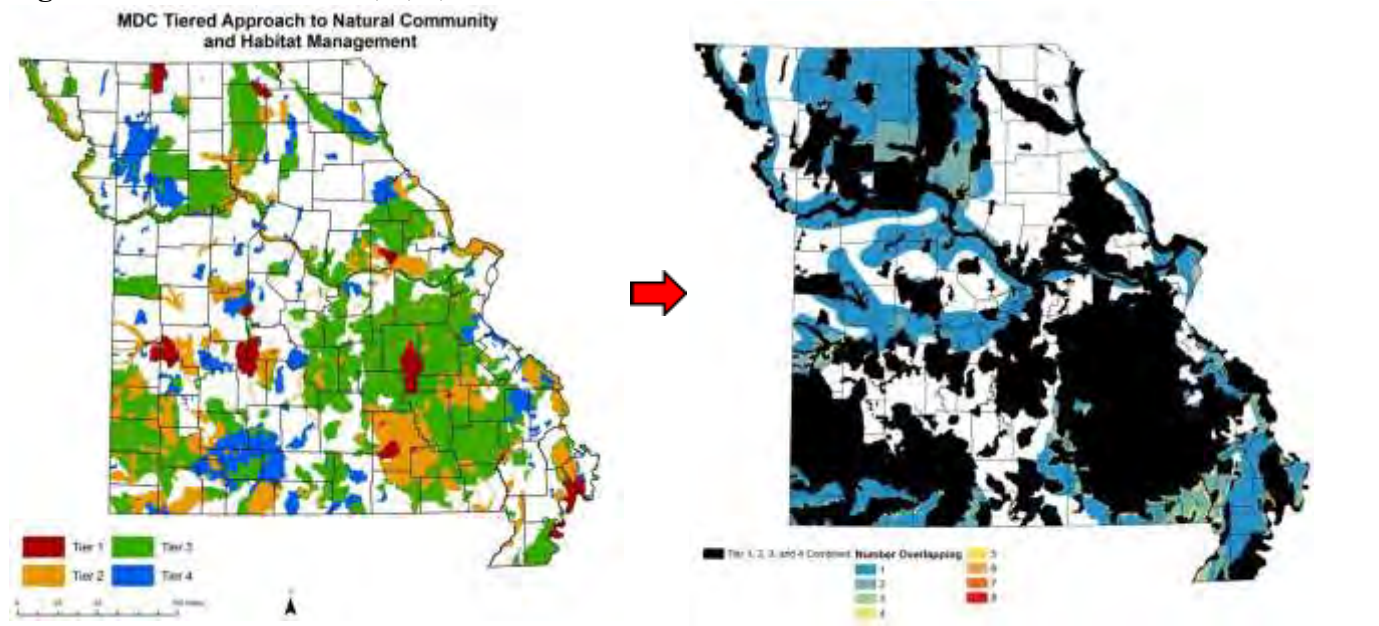 MDC Tiered Approach to Natural Community
and Habitat Management
Tier 1
Tier 3
Tier 2
Tier 4
Tier 1, 2, 3, and 4 Combined
Number Overlapping
1
2
3
4
5
6
7
8